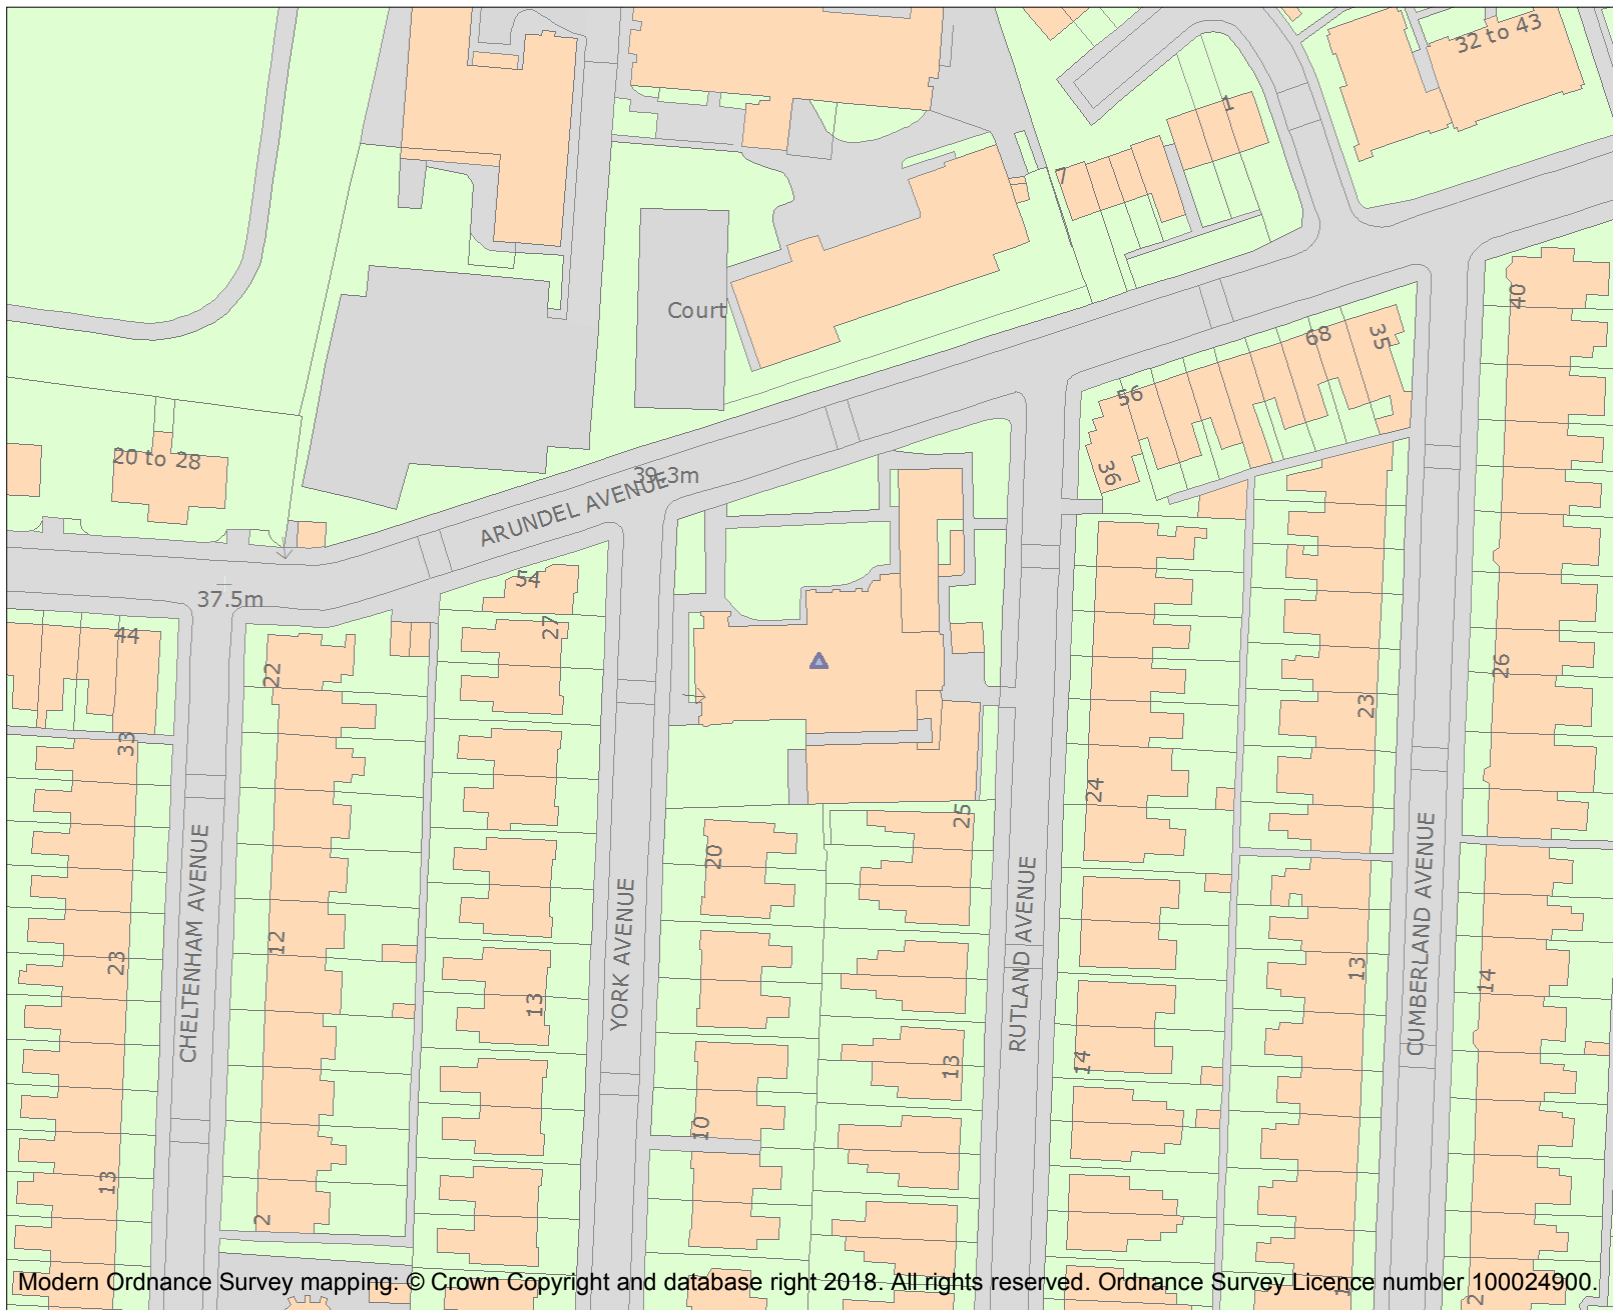 32 to 43
1
7
40
Court
68
35
56
36
20 to 28
39.3m
ARUNDEL AVENUE
54
37.5m
27
44
22
26
23
33
24
25
20
CHELTENHAM AVENUE
YORK AVENUE
RUTLAND AVENUE
CUMBERLAND AVENUE
12
23
13
14
13
13
14
10
13
2
2
Modern Ordnance Survey mapping: © Crown Copyright and database right 2018. All rights reserved. Ordnance Survey Licence number 100024900.